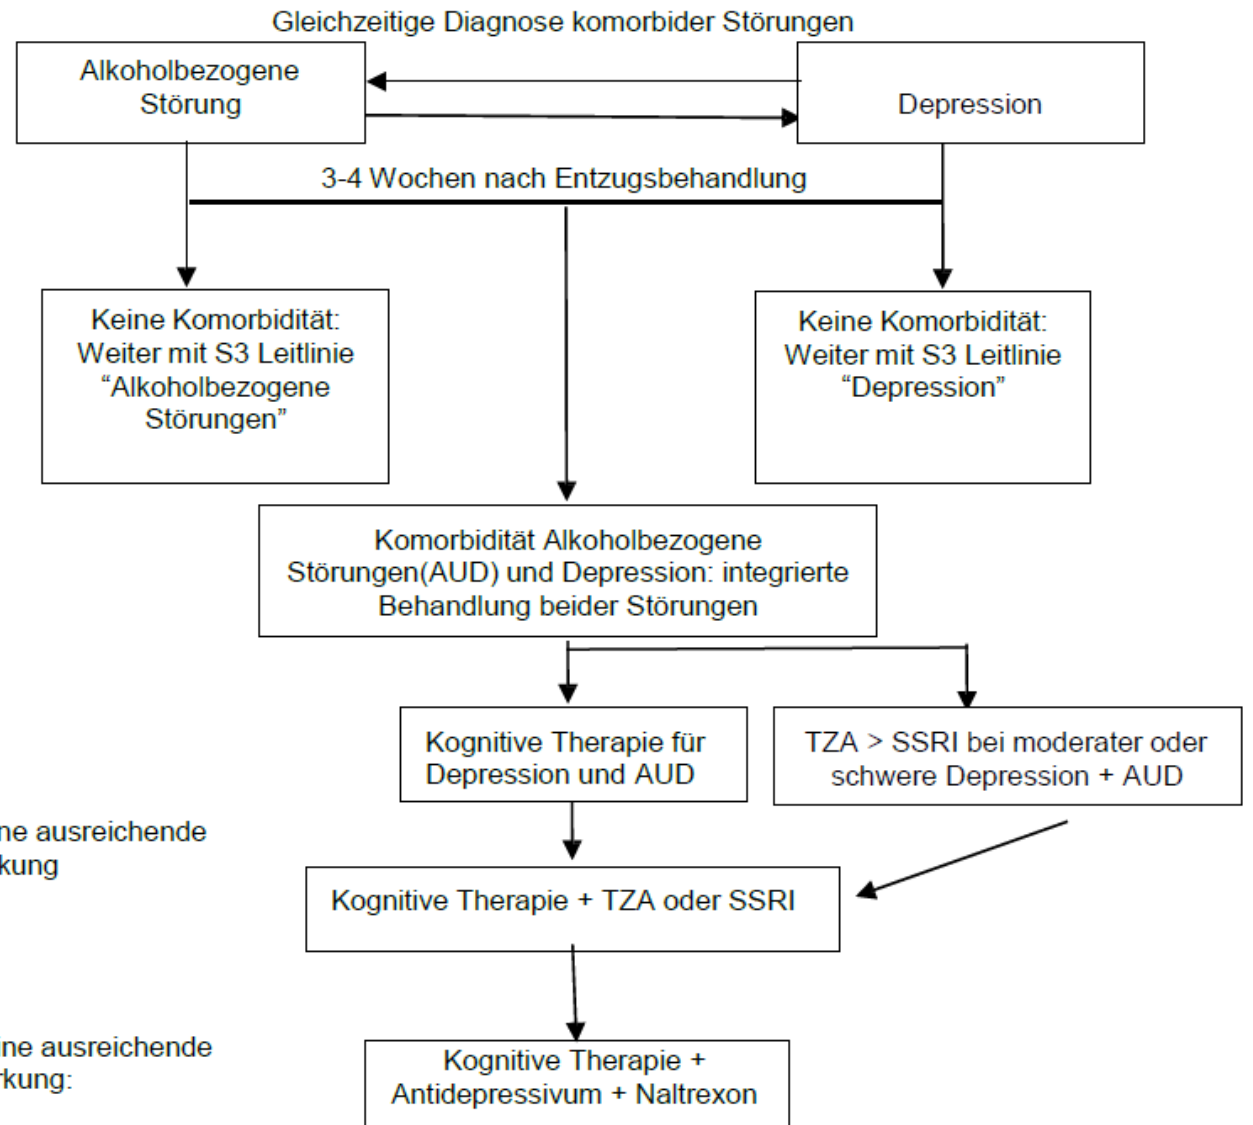 Gleichzeitige Diagnose komorbider Störungen
Alkoholbezogene
Störung
Depression
3-4 Wochen nach Entzugsbehandlung
Keine Komorbidität:
Weiter mit S3 Leitlinie
“Alkoholbezogene
Störungen”
Keine Komorbidität:
Weiter mit S3 Leitlinie
“Depression”
Komorbidität Alkoholbezogene
Störungen(AUD) und Depression: integrierte
Behandlung beider Störungen
Kognitive Therapie für
Depression und AUD
TZA > SSRI bei moderater oder
schwere Depression + AUD
ausreichende
Kognitive Therapie + TZA oder SSRI
ausreichende
Kognitive Therapie +
Antidepressivum + Naltrexon